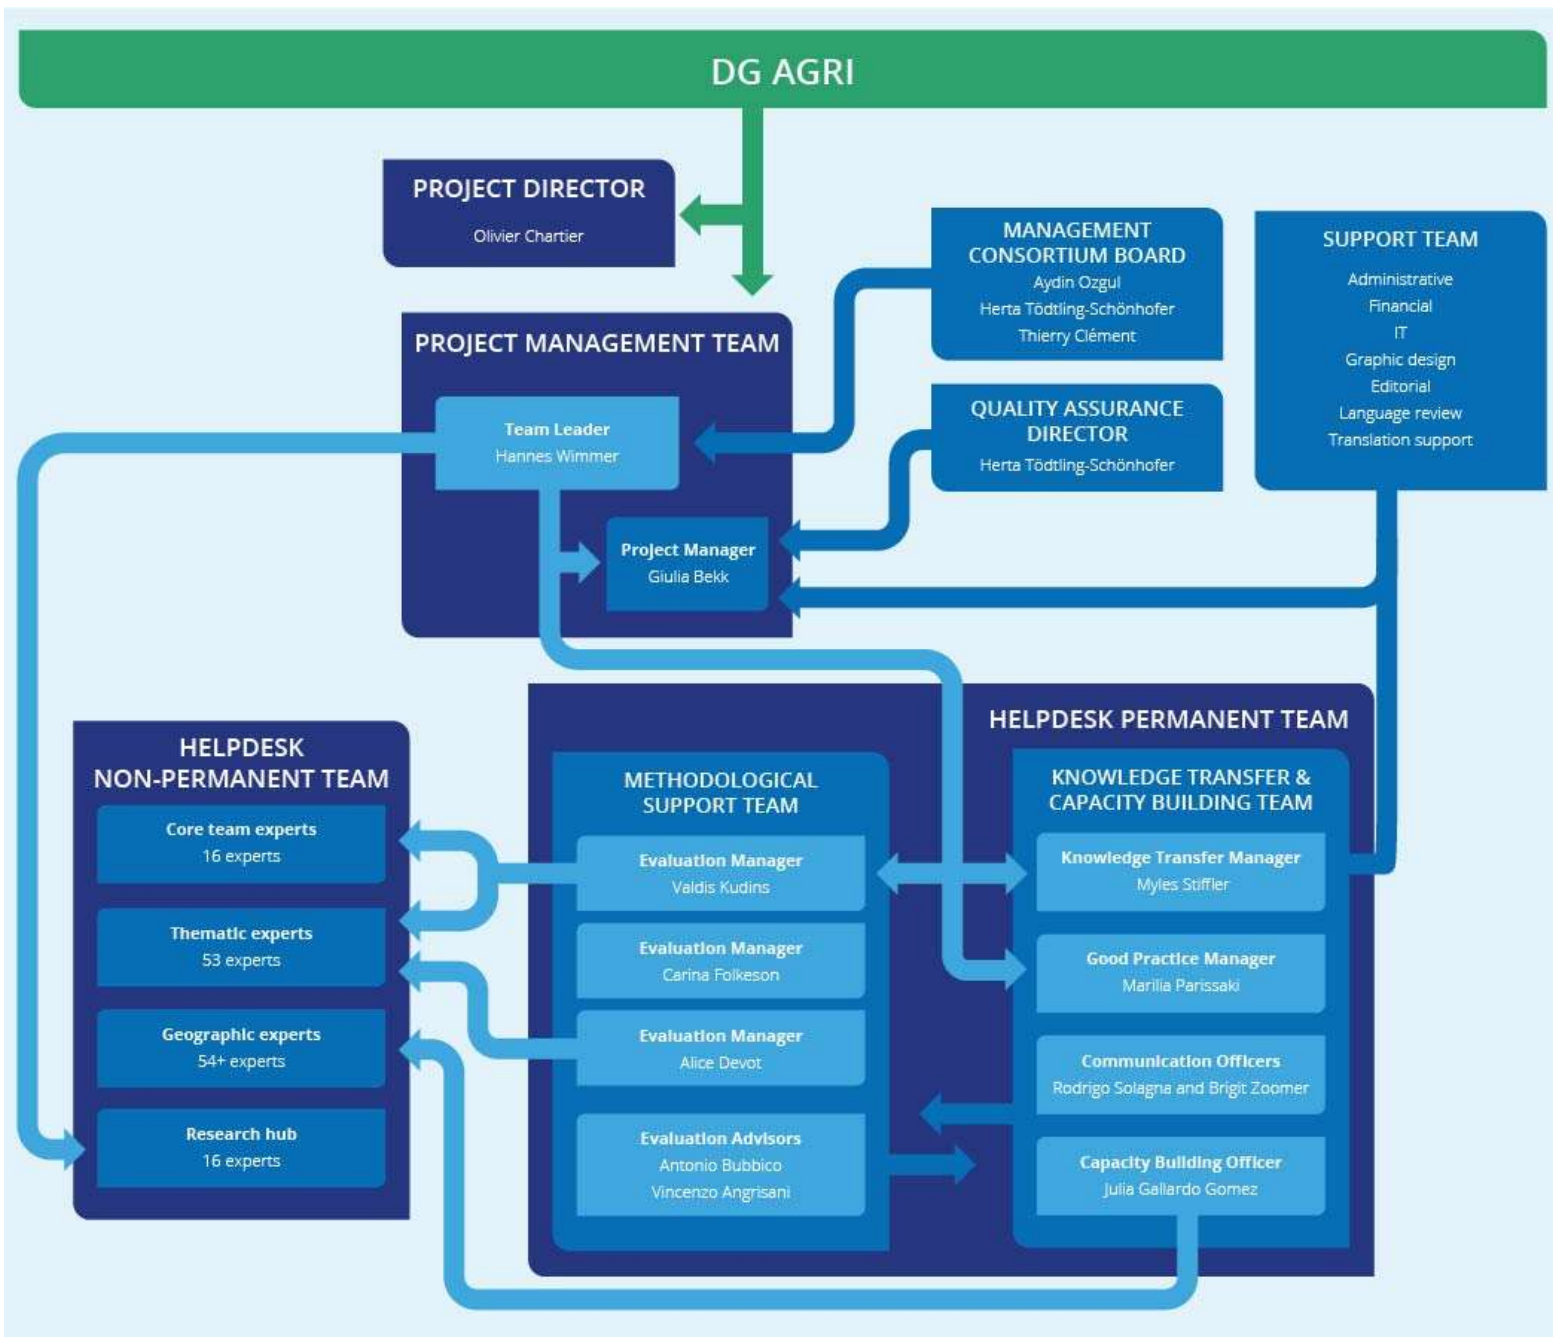 DG AGRI
PROJECT DIRECTOR
Olivier Chartier
MANAGEMENT
CONSORTIUM BOARD
Aydin Ozgul
Herta Tödtling-Schönhofer
Thierry Clément
SUPPORT TEAM
Administrative
Financial
IT
Graphic design
Editorial
Language review
Translation support
PROJECT MANAGEMENT TEAM
Team Leader
Hannes Wimmer
QUALITY ASSURANCE
DIRECTOR
Herta Tödtling-Schönhofer
Project Manager
Giulia Bekk
HELPDESK
NON-PERMANENT TEAM
Core team experts
16 experts
Thematic experts
53 experts
Geographic experts
54+ experts
Research hub
16 experts
HELPDESK PERMANENT TEAM
METHODOLOGICAL
SUPPORT TEAM
Evaluation Manager
Valdis Kudins
Evaluation Manager
Carina Folkeson
Evaluation Manager
Alice Devot
Evaluation Advisors
Antonio Bubbico
Vincenzo Angrisani
KNOWLEDGE TRANSFER &
CAPACITY BUILDING TEAM
Knowledge Transfer Manager
Myles Stiffler
Good Practice Manager
Marilia Parissaki
Communication Officers
Rodrigo Solagna and Brigit Zoomer
Capacity Building Officer
Julia Gallardo Gomez